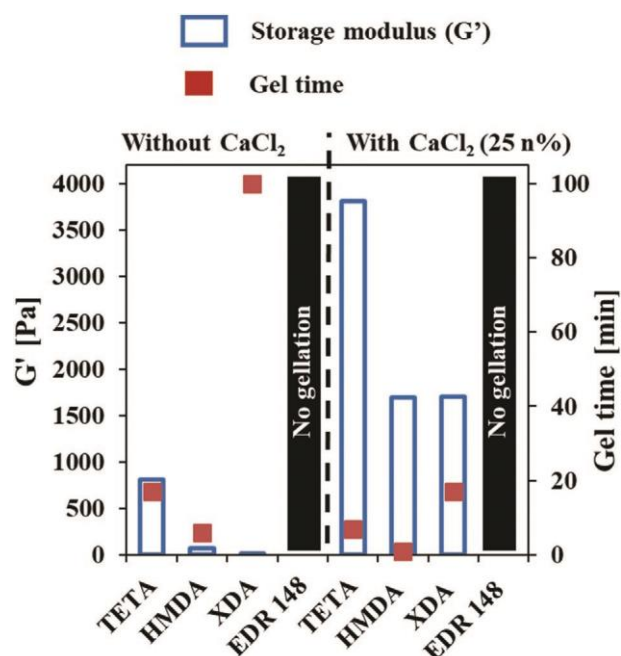 Storage modulus (G’)
Gel time
Without CaCl₂
With CaCl₂ (25 n%)
4000
3500
3000
2500
2000
1500
1000
500
0
G' [Pa]
No gellation
No gellation
100
80
60
40
20
0
Gel time [min]
TETA
HMDA
XDA
EDR 148
TETA
HMDA
XDA
EDR 148